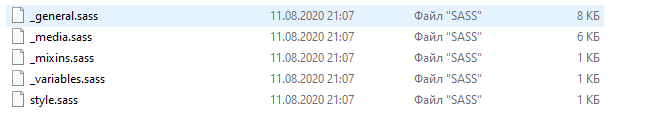 _general.sass 11.08.2020 21:07 Файл "SASS" 8 КБ
_media.sass 11.08.2020 21:07 Файл "SASS" 6 КБ
_mixins.sass 11.08.2020 21:07 Файл "SASS" 1 КБ
_variables.sass 11.08.2020 21:07 Файл "SASS" 1 КБ
style.sass 11.08.2020 21:07 Файл "SASS" 1 КБ